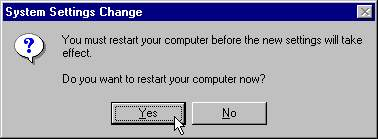 System Settings Change
You must restart your computer before the new settings will take
effect.
Do you want to restart your computer now?
Yes No